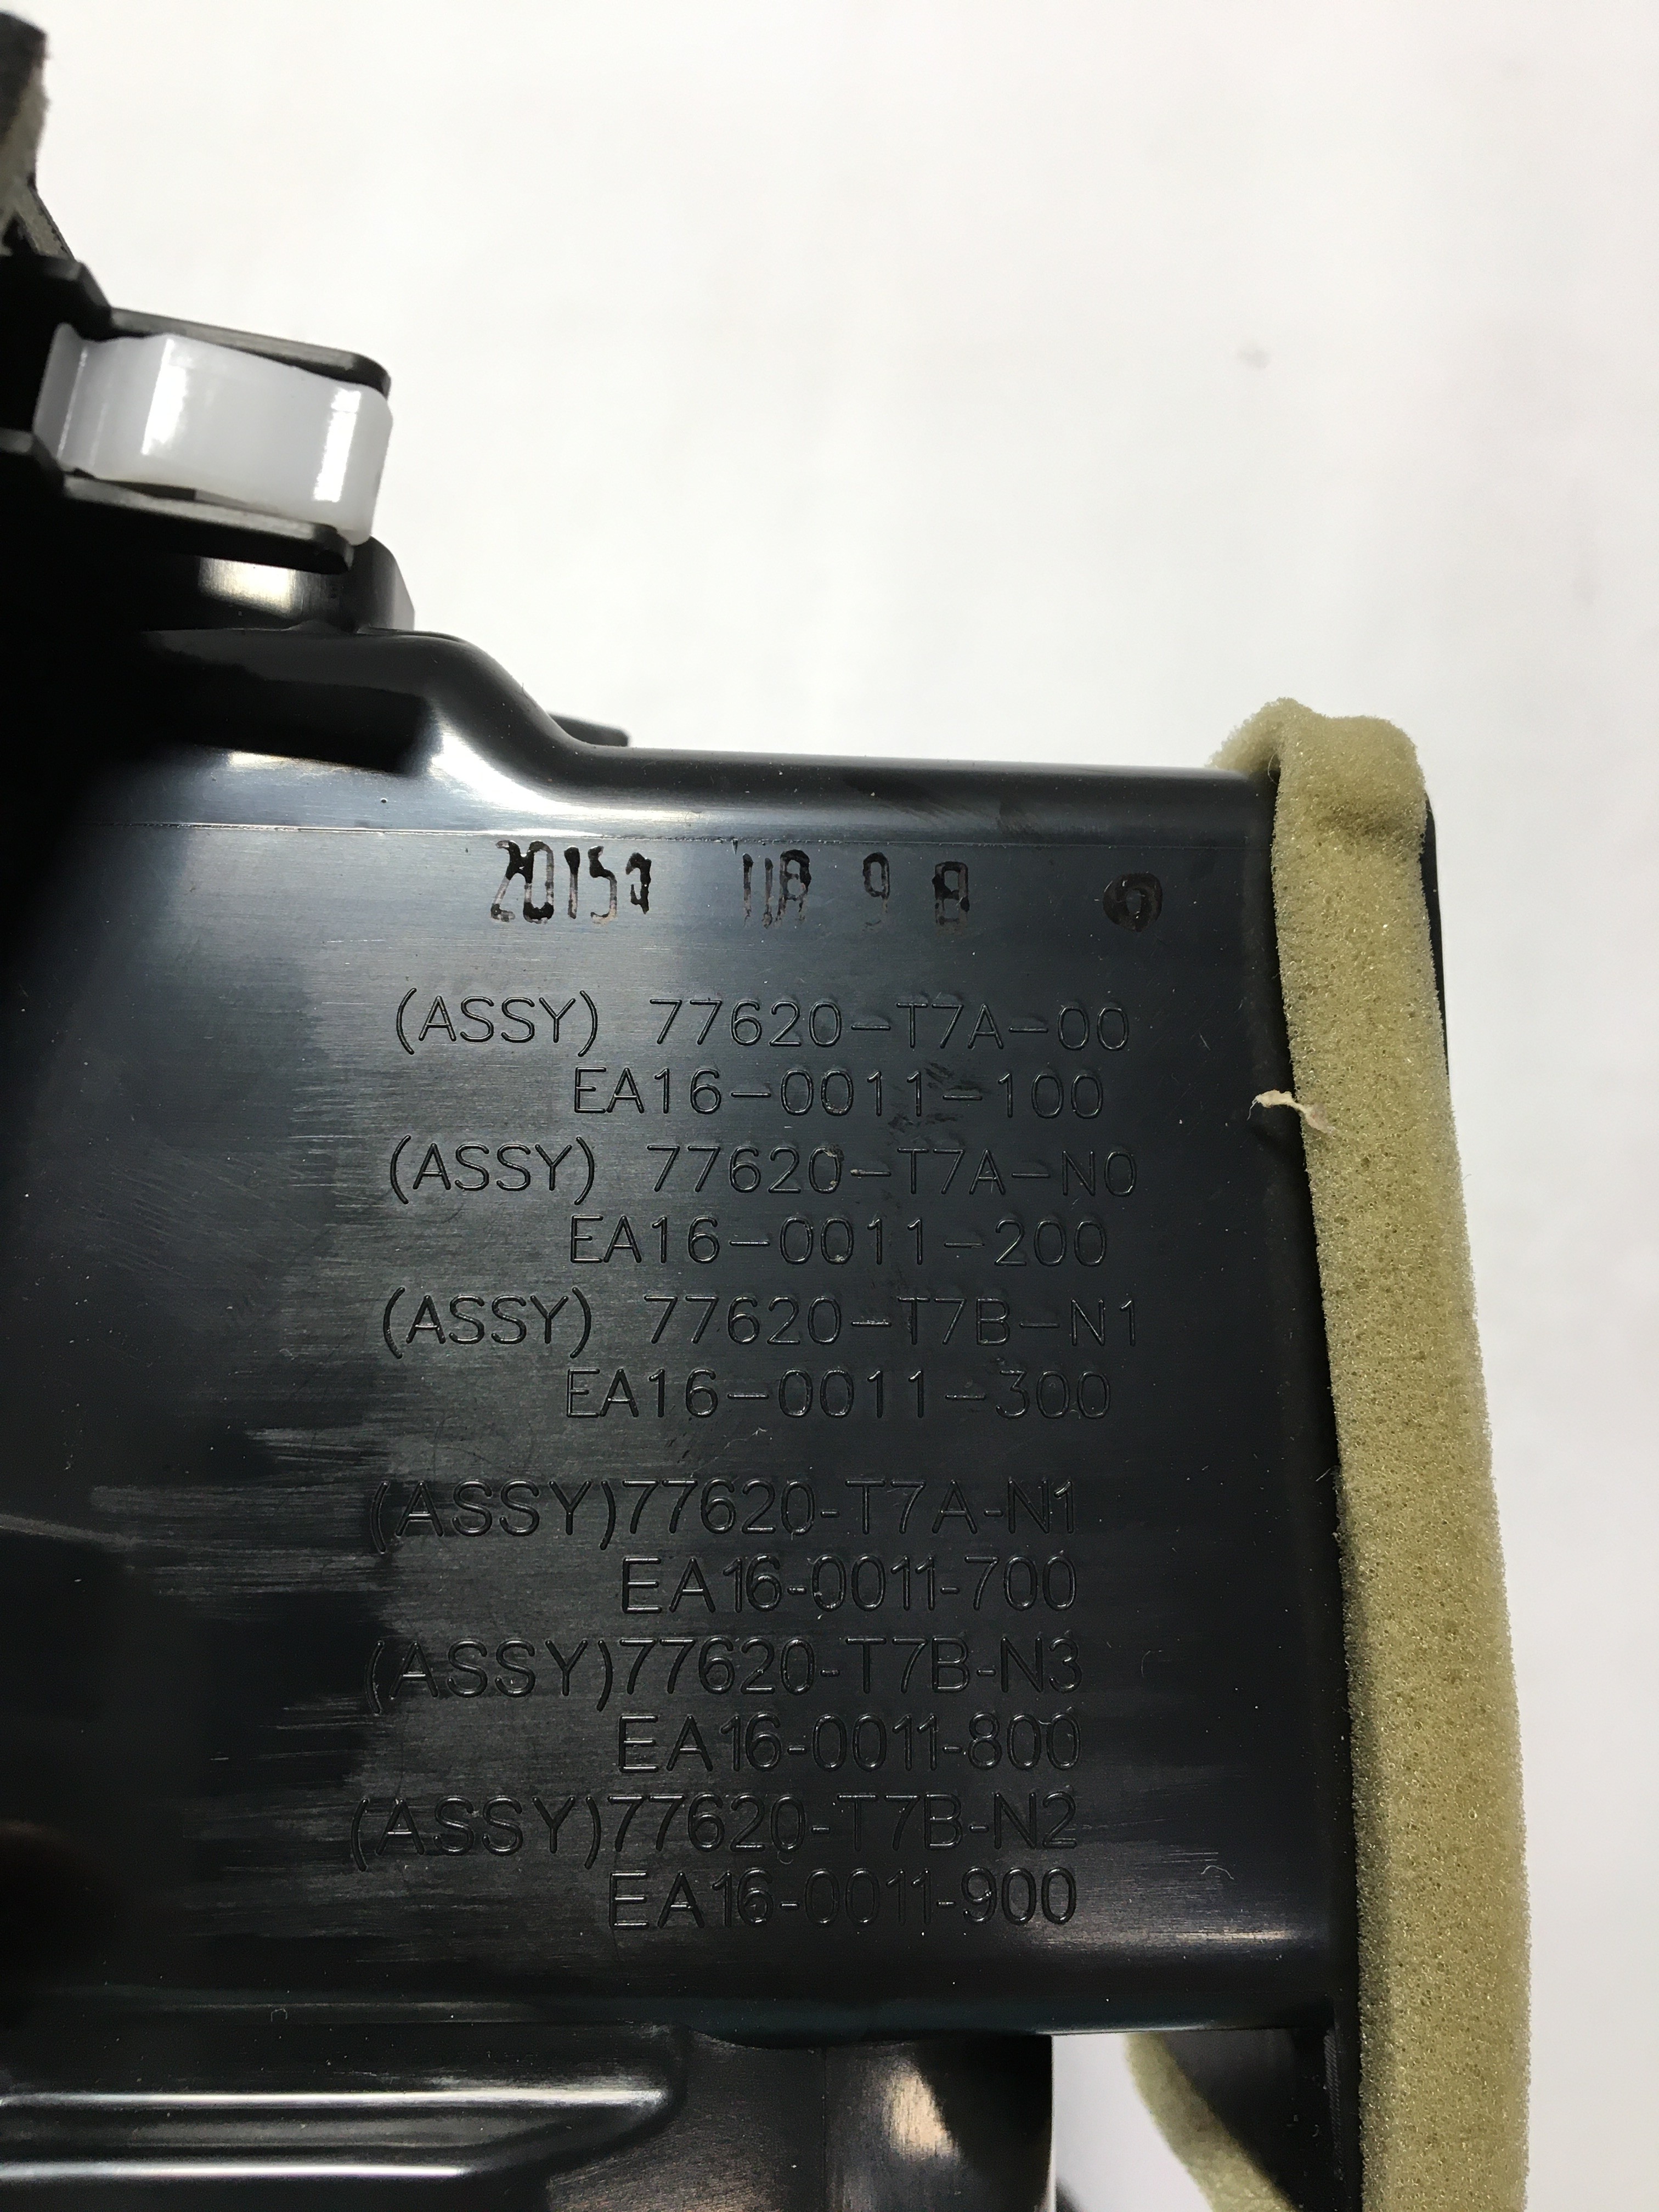 (ASSY) 77620-T7A-00
EA16-0011-100
(ASSY) 77620-T7A-N0
EA16-0011-200
(ASSY) 77620-T7B-N1
EA16-0011-300
(ASSY)77620-T7A-N1
EA16-0011-700
(ASSY)77620-T7B-N3
EA16-0011-800
(ASSY)77620-T7B-N2
EA16-0011-900